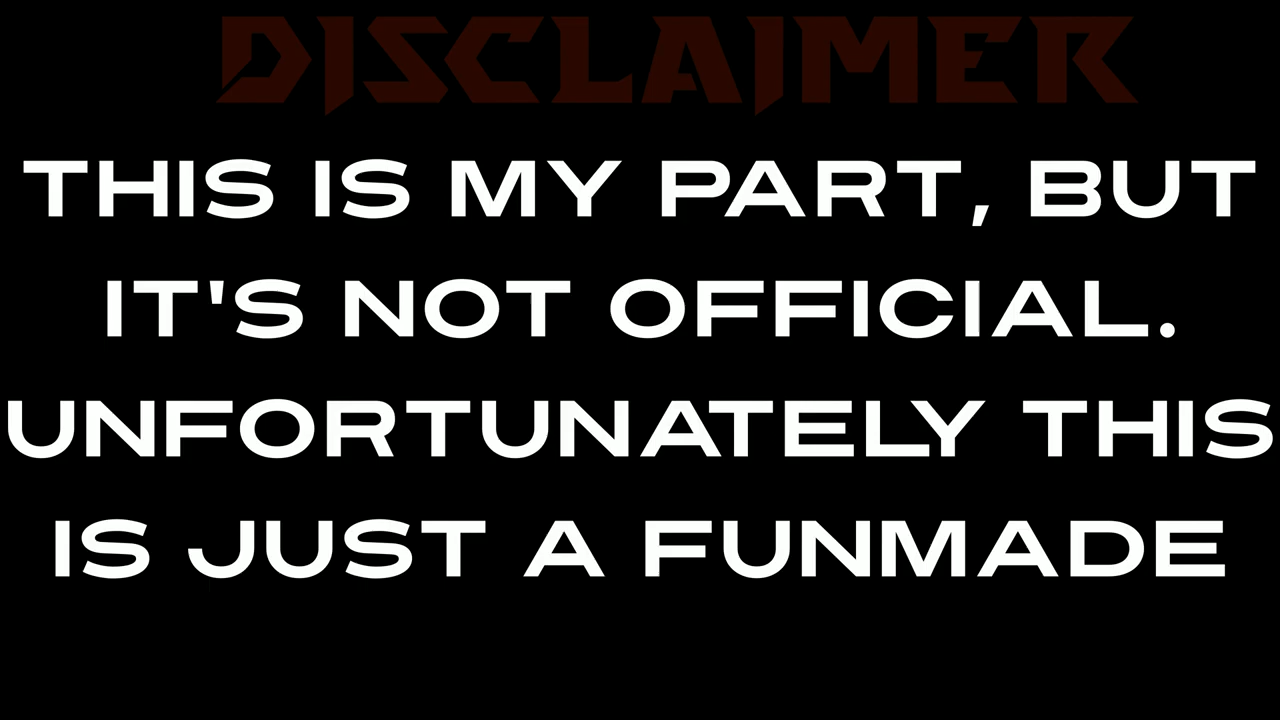 DISCLAIMER
THIS IS MY PART, BUT
IT'S NOT OFFICIAL.
UNFORTUNATELY THIS
IS JUST A FUNMADE